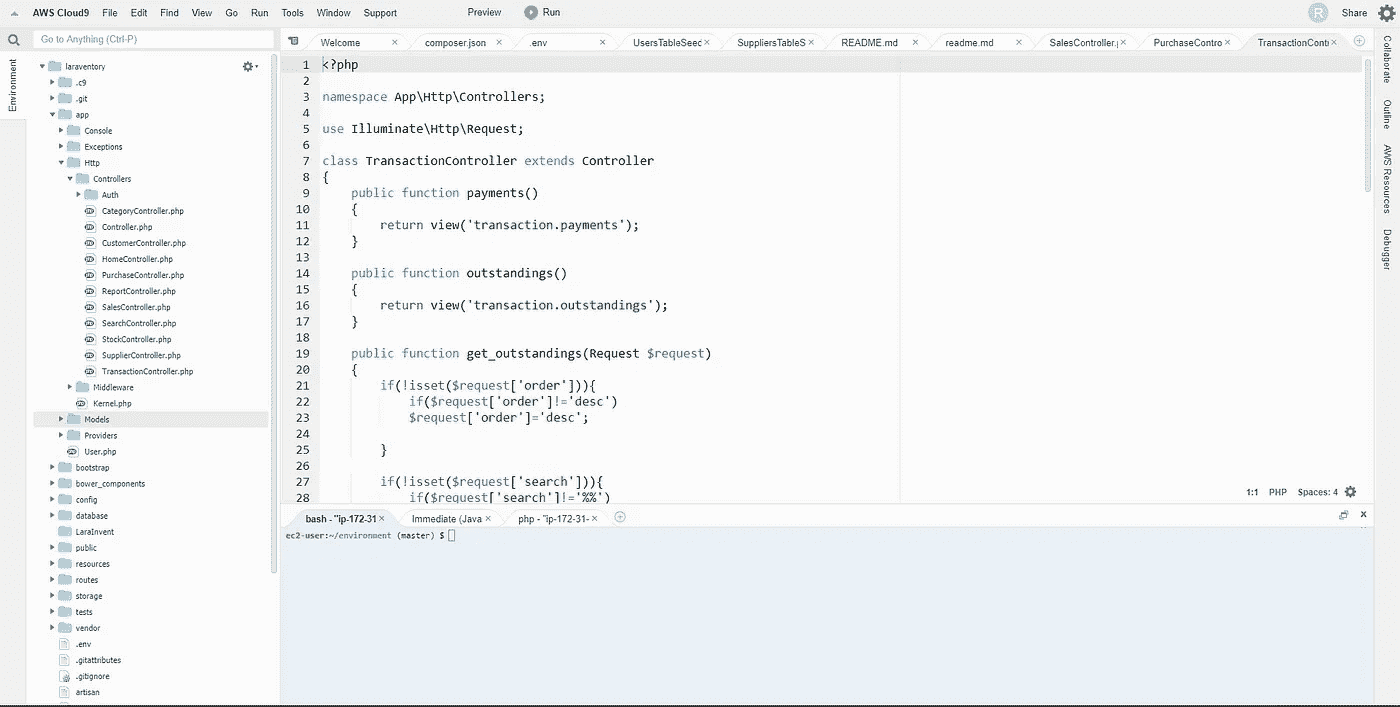 AWS Cloud9 File Edit Find View Go Run Tools Window Support Preview Run R Share
Go to Anything (Ctrl-P)
Welcome composer.json .env UsersTableSeec SuppliersTableS README.md readme.md SalesController. PurchaseContro TransactionCont
Environment
laraventory
.c9
.git
app
Console
Exceptions
Http
Controllers
Auth
CategoryController.php
Controller.php
CustomerController.php
HomeController.php
PurchaseController.php
ReportController.php
SalesController.php
SearchController.php
StockController.php
SupplierController.php
TransactionController.php
Middleware
Kernel.php
Models
Providers
User.php
bootstrap
bower_components
config
database
LaraInvent
public
resources
routes
storage
tests
vendor
.env
.gitattributes
.gitignore
artisan
1 <?php
2
3 namespace App\Http\Controllers;
4
5 use Illuminate\Http\Request;
6
7 class TransactionController extends Controller
8 {
9 public function payments()
10 {
11 return view('transaction.payments');
12 }
13
14 public function outstandings()
15 {
16 return view('transaction.outstandings');
17 }
18
19 public function get_outstandings(Request $request)
20 {
21 if(!isset($request['order'])){
22 if($request['order']!='desc')
23 $request['order']='desc';
24
25 }
26
27 if(!isset($request['search'])){
28 if($request['search']!='%%')
1:1 PHP Spaces: 4
bash - "ip-172-31 Immediate (Java php - "ip-172-31-
ec2-user:~/environment (master) $
Collaborate
Outline
AWS Resources
Debugger